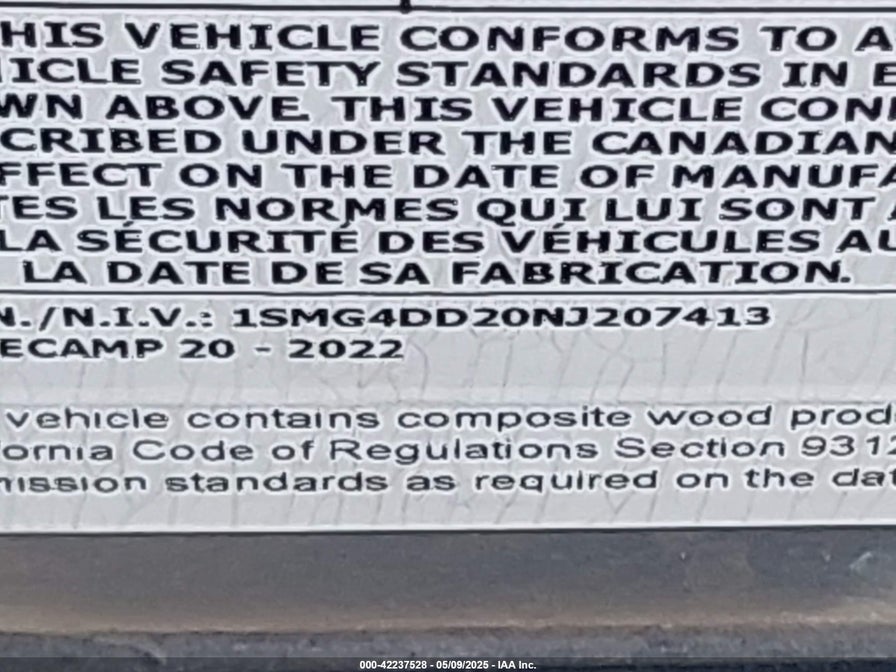 HIS VEHICLE CONFORMS TO A
ICLE SAFETY STANDARDS IN E
WN ABOVE. THIS VEHICLE CON
CRIBED UNDER THE CANADIAN
FFECT ON THE DATE OF MANUFA
TES LES NORMES QUI LUI SONT
LA SÉCURITÉ DES VÉHICULES AU
LA DATE DE SA FABRICATION.
N./N.I.V.: 1SMG4DD20NJ207413
ECAMP 20 - 2022
vehicle contains composite wood prod
fornia Code of Regulations Section 9312
mission standards as required on the dat
000-42237528 - 05/09/2025 - IAA Inc.